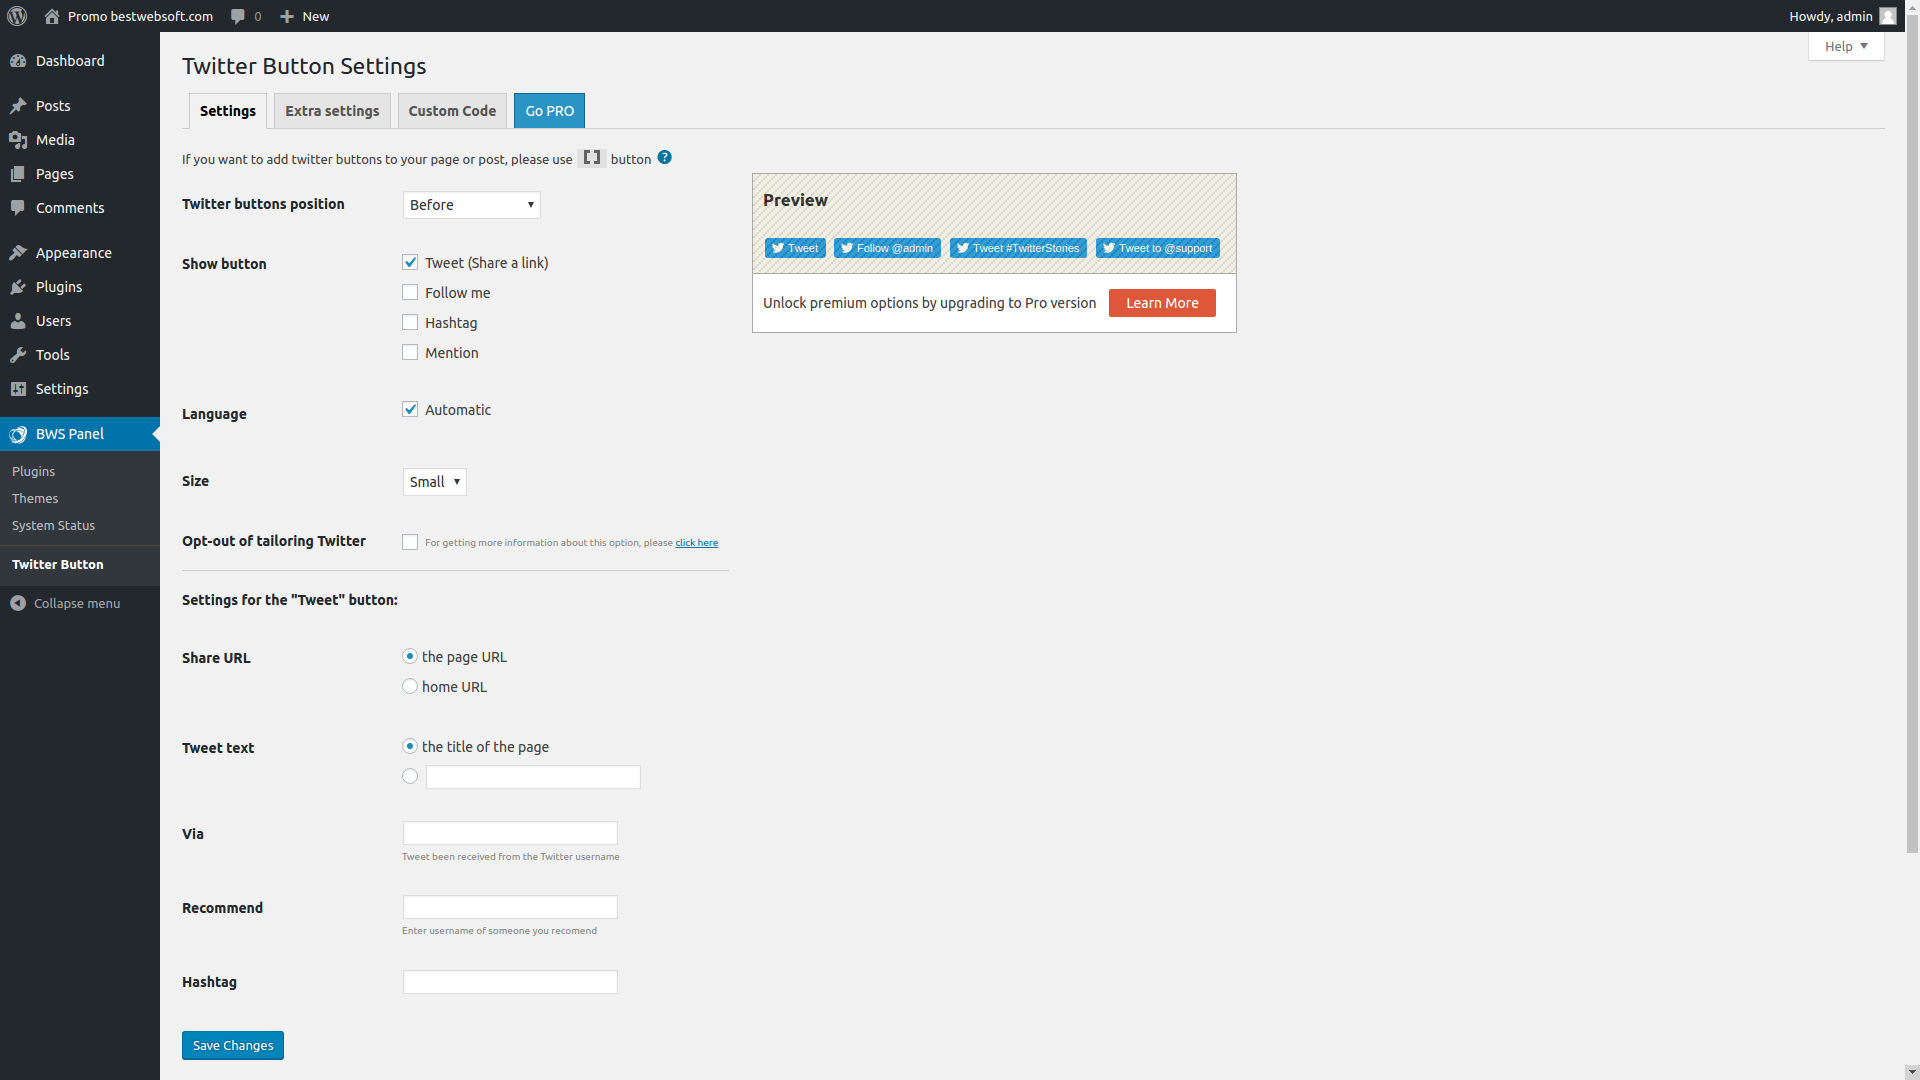 Promo bestwebsoft.com 0 New Howdy, admin
Help
Dashboard
Posts
Media
Pages
Comments
Appearance
Plugins
Users
Tools
Settings
BWS Panel
Plugins
Themes
System Status
Twitter Button
Collapse menu
Twitter Button Settings
Settings Extra settings Custom Code Go PRO
If you want to add twitter buttons to your page or post, please use [] button ?
Twitter buttons position Before
Show button Tweet (Share a link)
Follow me
Hashtag
Mention
Language Automatic
Size Small
Opt-out of tailoring Twitter For getting more information about this option, please click here
Settings for the "Tweet" button:
Share URL the page URL
home URL
Tweet text the title of the page
Via
Tweet been received from the Twitter username
Recommend
Enter username of someone you recomend
Hashtag
Save Changes
Preview
Tweet Follow @admin Tweet #TwitterStories Tweet to @support
Unlock premium options by upgrading to Pro version Learn More